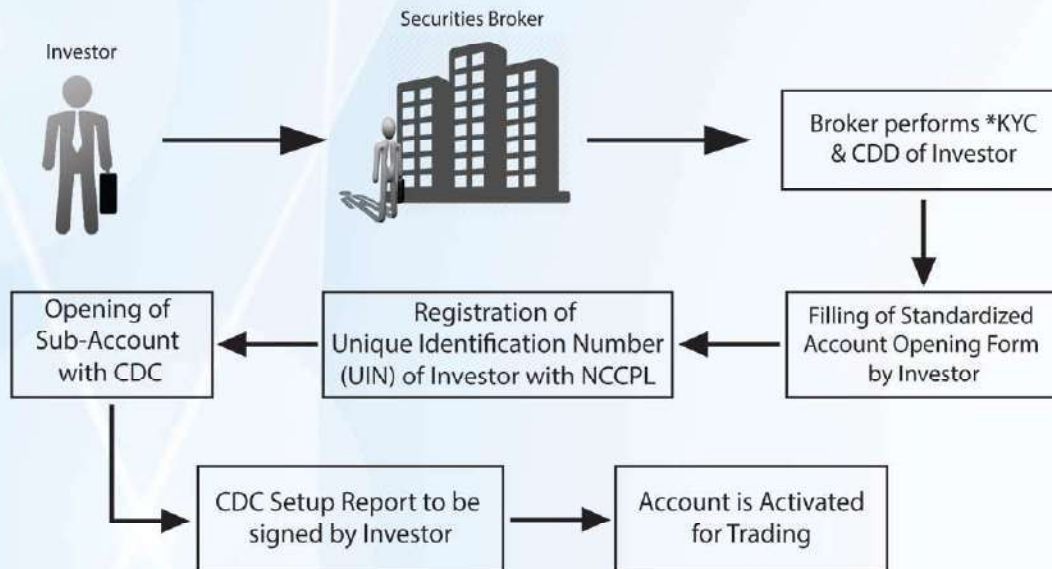 Securities Broker
Investor
Broker performs *KYC
& CDD of Investor
Filling of Standardized
Account Opening Form
by Investor
Registration of
Unique Identification Number
(UIN) of Investor with NCCPL
Opening of
Sub-Account
with CDC
CDC Setup Report to be
signed by Investor
Account is Activated
for Trading